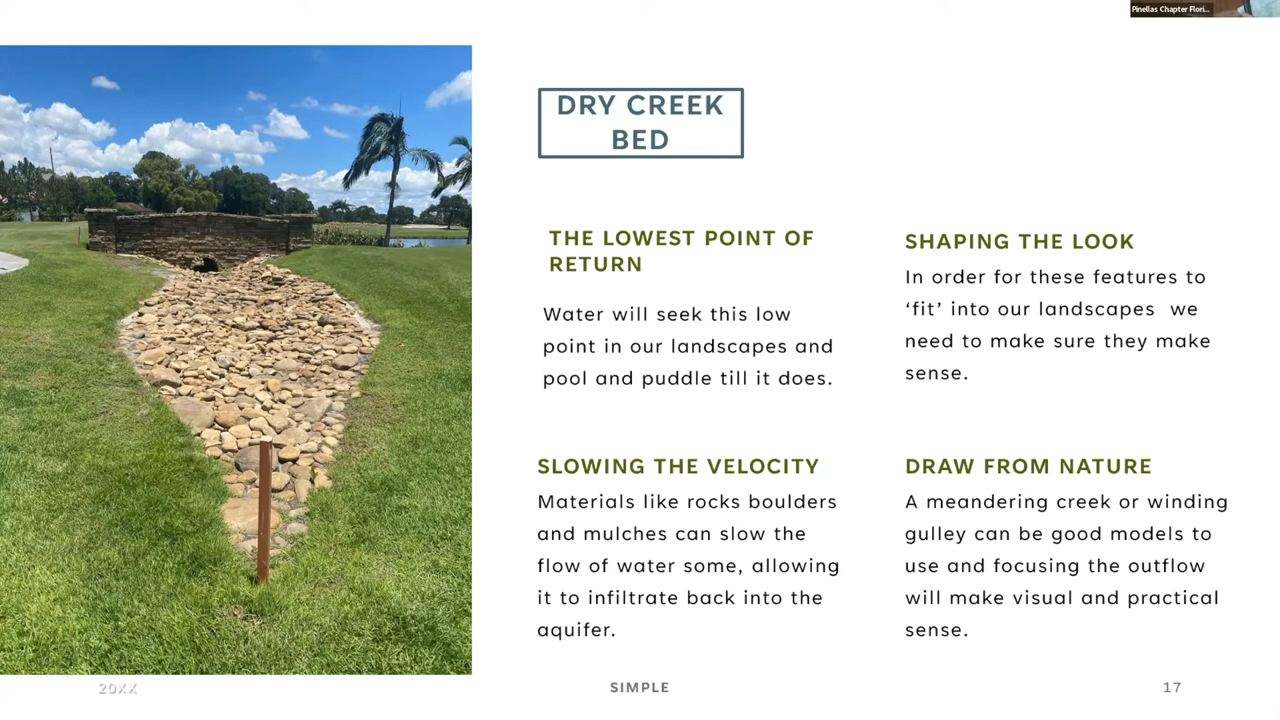 Pinellas Chapter Flori...
DRY CREEK
BED
THE LOWEST POINT OF
RETURN
Water will seek this low
point in our landscapes and
pool and puddle till it does.
SHAPING THE LOOK
In order for these features to
‘fit’ into our landscapes  we
need to make sure they make
sense.
SLOWING THE VELOCITY
Materials like rocks boulders
and mulches can slow the
flow of water some, allowing
it to infiltrate back into the
aquifer.
DRAW FROM NATURE
A meandering creek or winding
gulley can be good models to
use and focusing the outflow
will make visual and practical
sense.
20XX
SIMPLE
17